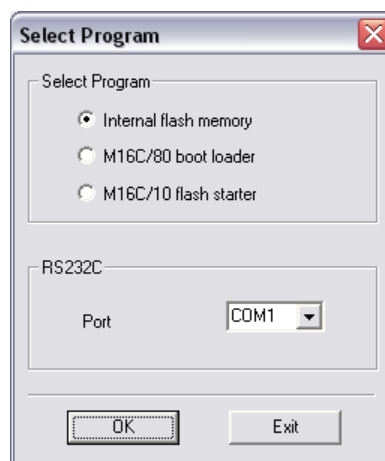 Select Program
Select Program
Internal flash memory
M16C/80 boot loader
M16C/10 flash starter
RS232C
Port COM1
OK Exit